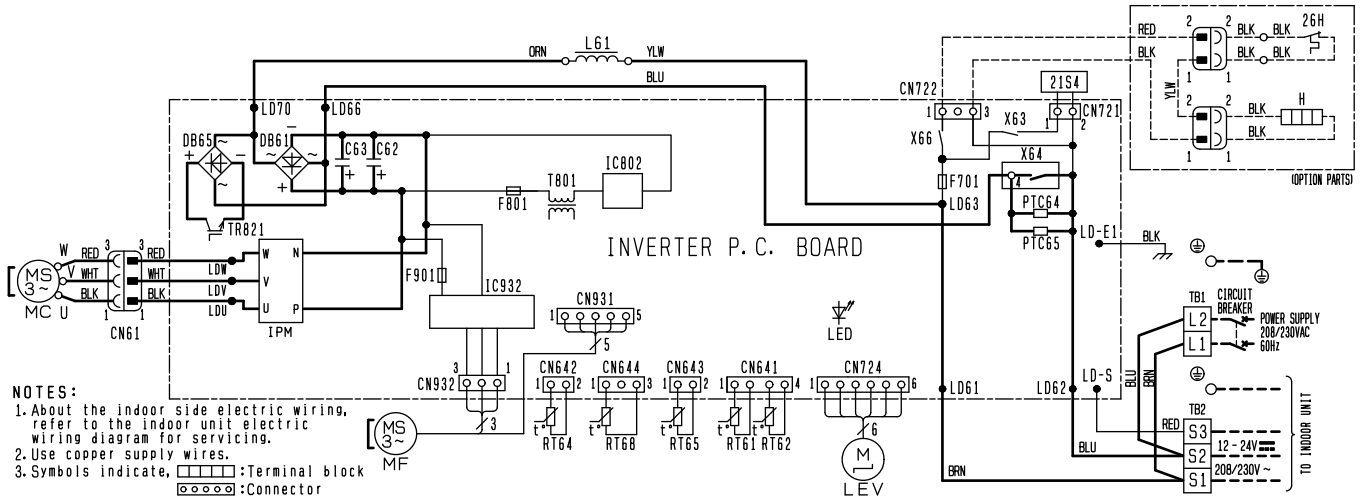 L61
ORN
YLW
BLU
LD70
LD66
DB65
DB61
C63
C62
+
~
−
~
−
~
~
+
+
+
TR821
F801
T801
IC802
INVERTER P.C. BOARD
W
RED
3
3
RED
LDW
W
N
V
WHT
WHT
LDV
V
MS
3~
MC
U
BLK
1
1
BLK
LDU
U
P
CN61
IPM
F901
IC932
CN931
1
5
5
LED
3
1
CN932
3
MS
3~
MF
CN642
1
2
t°
RT64
CN644
1
3
t°
RT68
CN643
1
2
t°
RT65
CN641
1
4
t°
RT61
t°
RT62
CN724
1
6
6
M
LEV
CN722
1
3
21S4
CN721
1
2
X63
X66
X64
4
F701
LD63
PTC64
PTC65
LD-E1
BLK
LD61
LD62
LD-S
BRN
BLU
RED
BLK
YLW
2
2
BLK
BLK
26H
BLK
BLK
1
1
2
2
BLK
H
BLK
1
1
(OPTION PARTS)
TB1
CIRCUIT
BREAKER
L2
L1
POWER SUPPLY
208/230VAC
60Hz
BLU
BRN
TB2
RED
S3
12-24V
S2
208/230V~
S1
TO INDOOR UNIT
NOTES:
1. About the indoor side electric wiring,
refer to the indoor unit electric
wiring diagram for servicing.
2. Use copper supply wires.
3. Symbols indicate, :Terminal block
:Connector